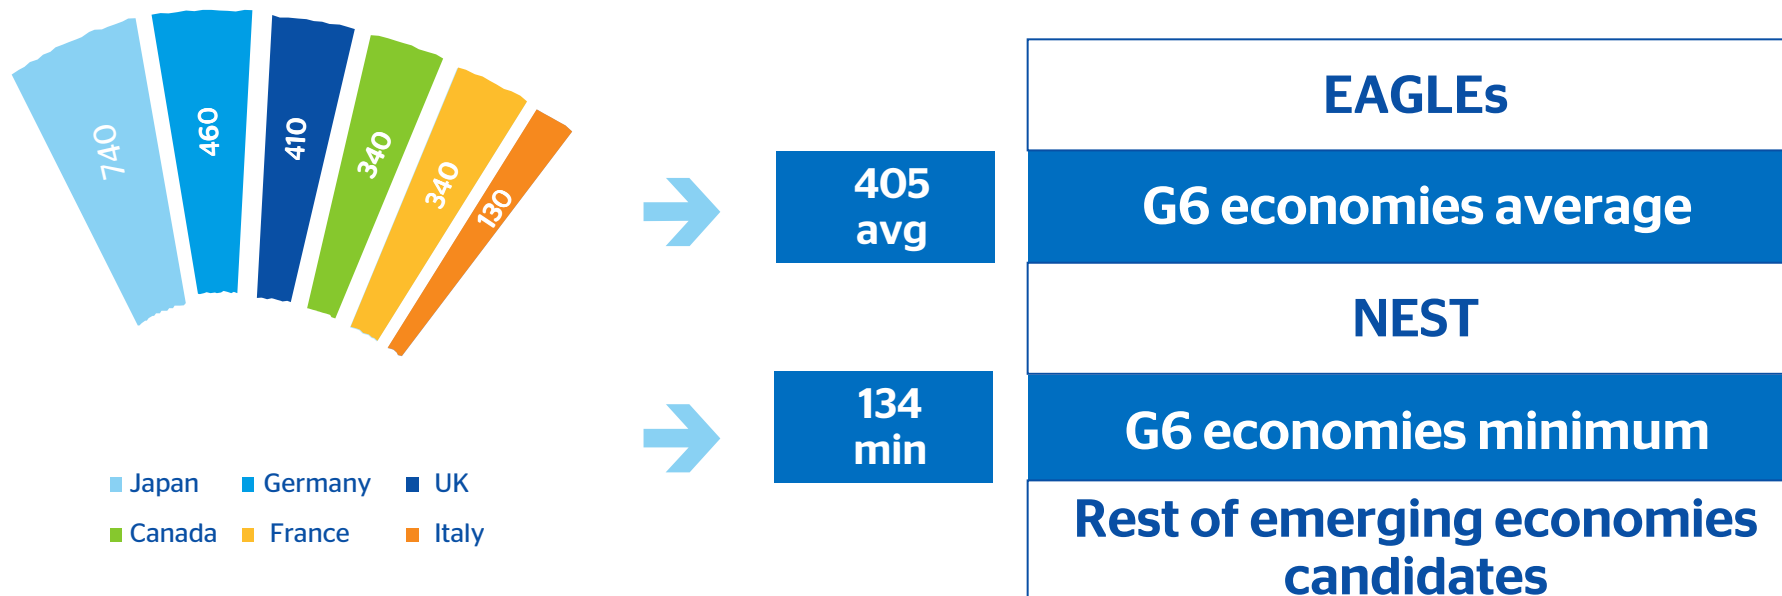 740
460
410
340
340
130
Japan
Germany
UK
Canada
France
Italy
405
avg
134
min
EAGLEs
G6 economies average
NEST
G6 economies minimum
Rest of emerging economies
candidates